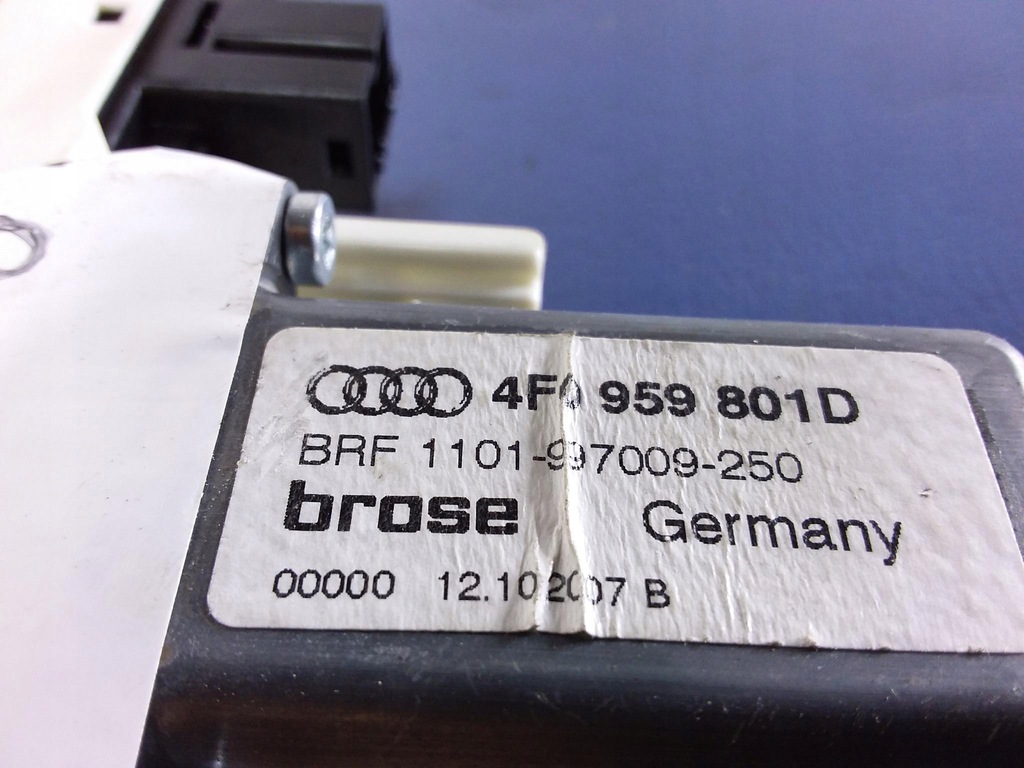 4F0 959 801D
BRF 1101-997009-250
brose Germany
00000 12.10.2007 B